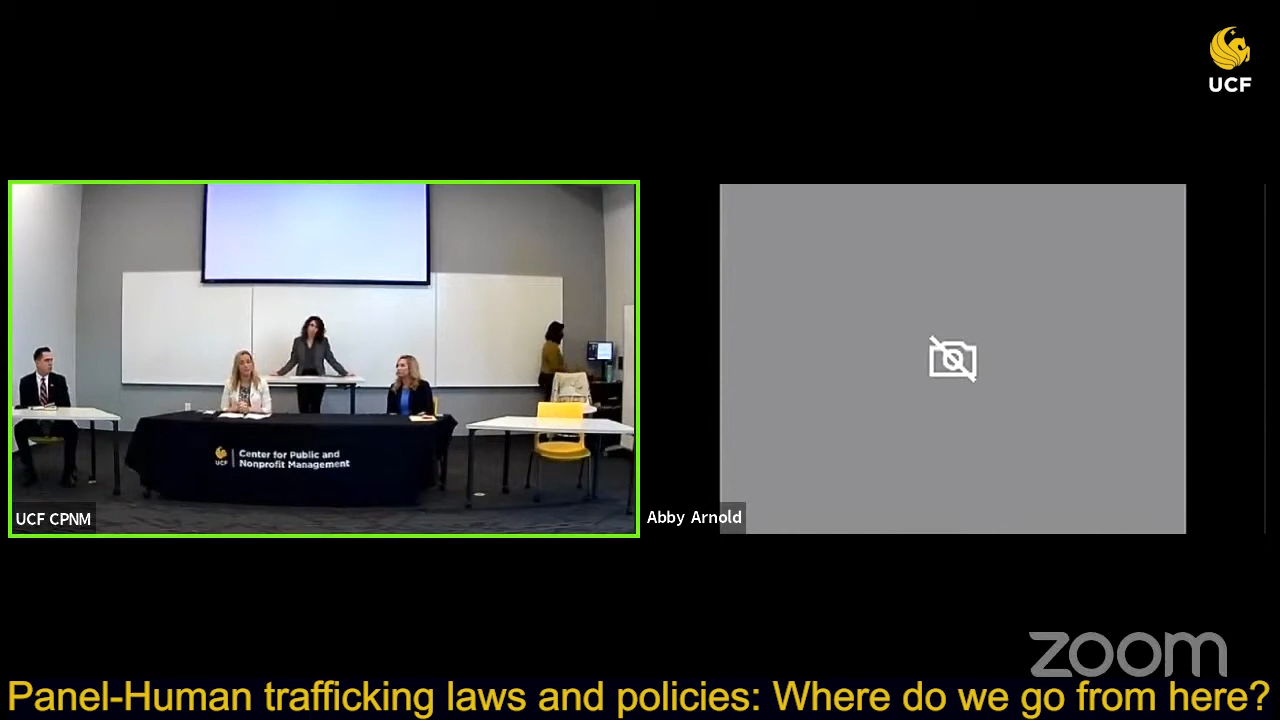 UCF
UCF
Center for Public and
Nonprofit Management
UCF CPNM
Abby Arnold
zoom
Panel-Human trafficking laws and policies: Where do we go from here?